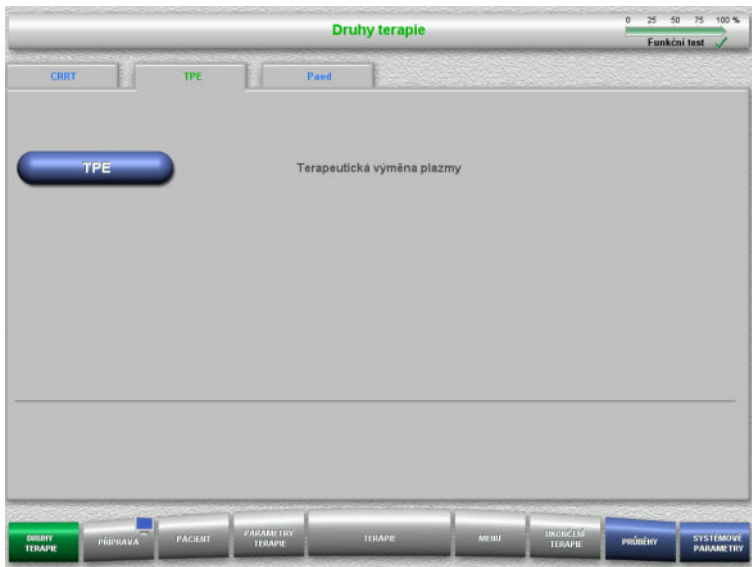 Druhy terapie
0 25 50 75 100 %
Funkční test
CRRT TPE Paed
TPE Terapeutická výměna plazmy
DRUHY
TERAPIE
PŘÍPRAVA
PACIENT
PARAMETRY
TERAPIE
TERAPIE
MENU
UKONČENÍ
TERAPIE
PRŮBĚHY
SYSTÉMOVÉ
PARAMETRY